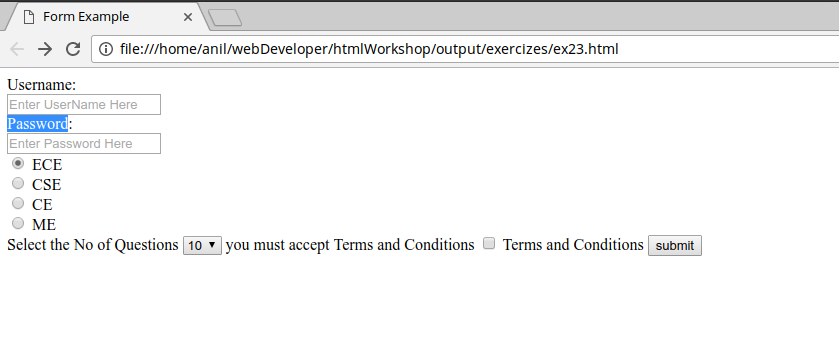 Form Example
file:///home/anil/webDeveloper/htmlWorkshop/output/exercizes/ex23.html
Username:
Enter UserName Here
Password:
Enter Password Here
ECE
CSE
CE
ME
Select the No of Questions 10 you must accept Terms and Conditions Terms and Conditions submit